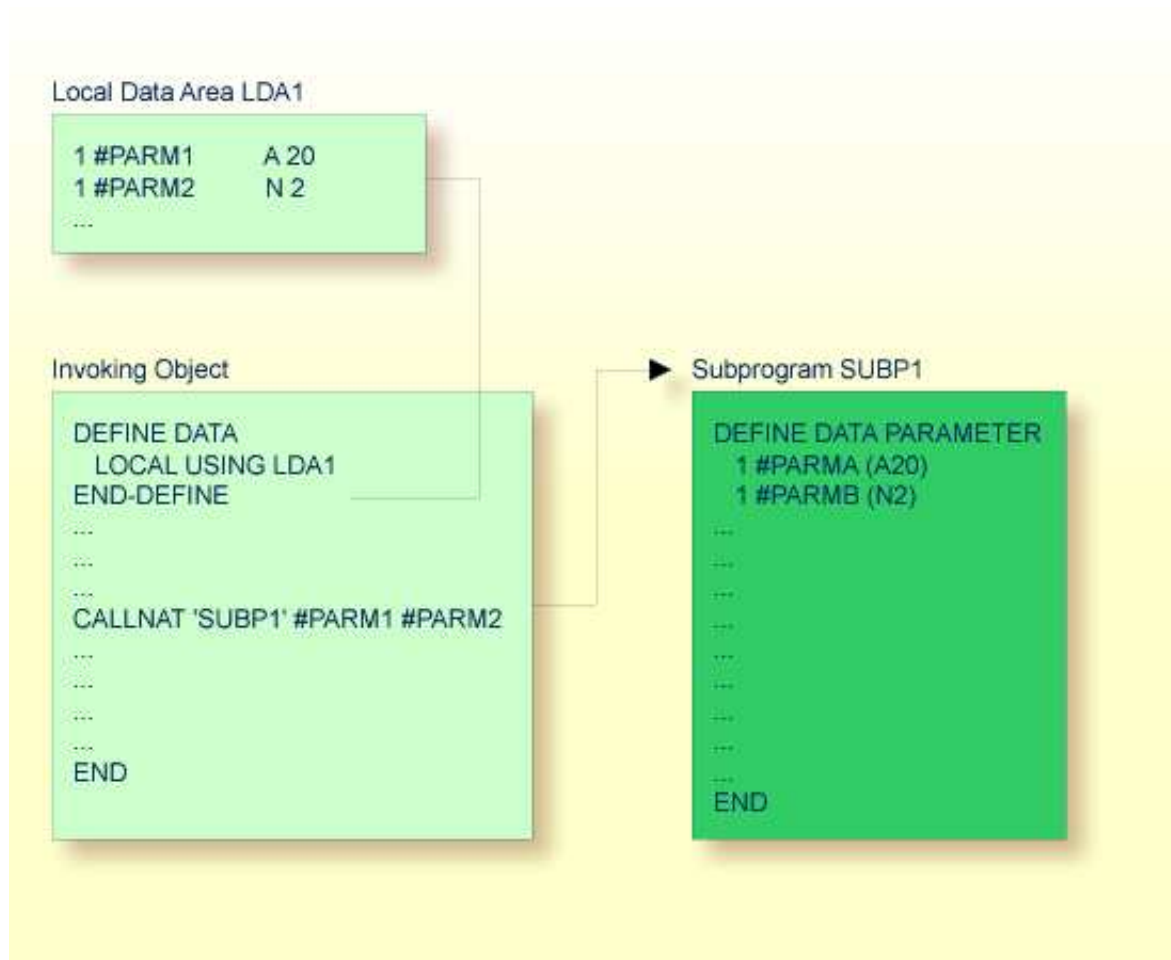 Local Data Area LDA1
1 #PARM1 A 20
1 #PARM2 N 2
...
Invoking Object
DEFINE DATA
LOCAL USING LDA1
END-DEFINE
...
...
...
CALLNAT 'SUBP1' #PARM1 #PARM2
...
...
...
...
END
Subprogram SUBP1
DEFINE DATA PARAMETER
1 #PARMA (A20)
1 #PARMB (N2)
...
...
...
...
...
...
...
...
...
END